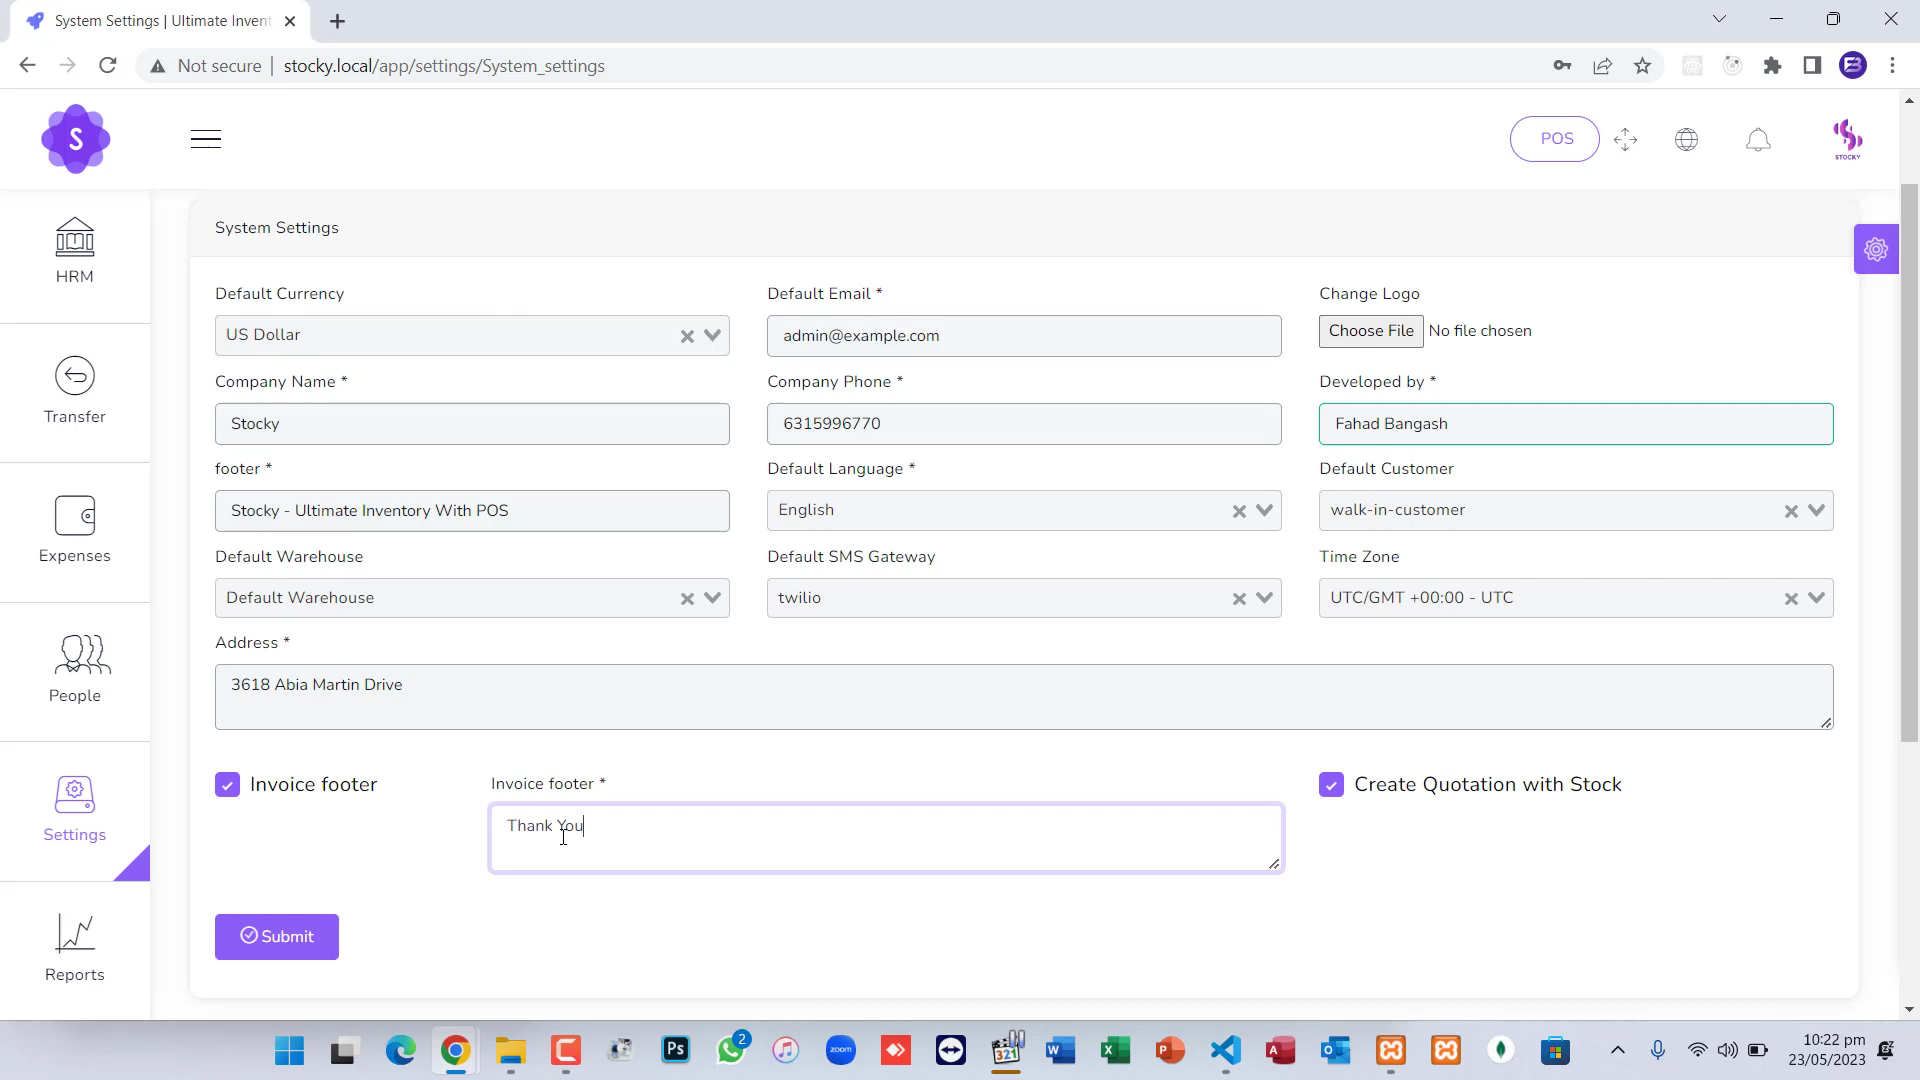 System Settings | Ultimate Invent
Not secure | stocky.local/app/settings/System_settings
S
POS
STOCKY
HRM
Transfer
Expenses
People
Settings
Reports
System Settings
Default Currency
US Dollar
Default Email *
admin@example.com
Change Logo
Choose File No file chosen
Company Name *
Stocky
Company Phone *
6315996770
Developed by *
Fahad Bangash
footer *
Stocky - Ultimate Inventory With POS
Default Language *
English
Default Customer
walk-in-customer
Default Warehouse
Default Warehouse
Default SMS Gateway
twilio
Time Zone
UTC/GMT +00:00 - UTC
Address *
3618 Abia Martin Drive
Invoice footer
Invoice footer *
Thank You
Create Quotation with Stock
Submit
Ps
2
zoom
321
10:22 pm
23/05/2023